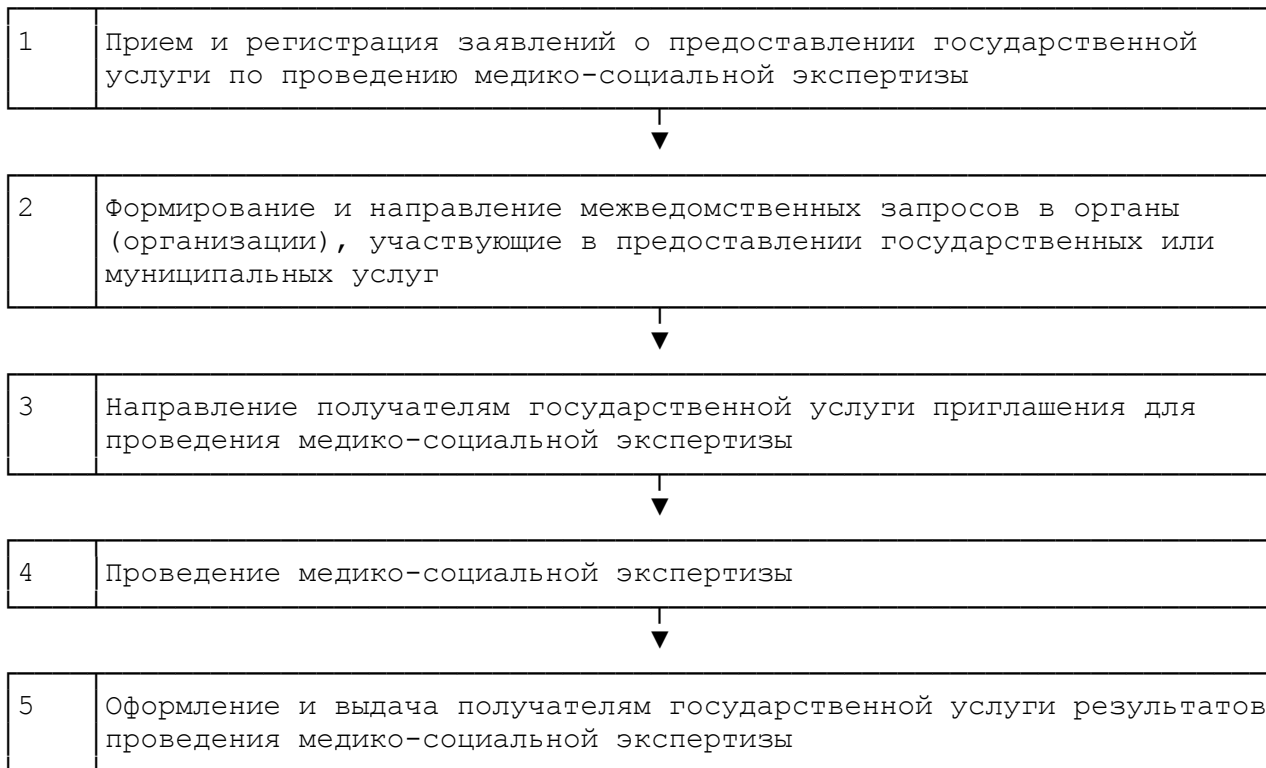 1 Прием и регистрация заявлений о предоставлении государственной
услуги по проведению медико-социальной экспертизы
2 Формирование и направление межведомственных запросов в органы
(организации), участвующие в предоставлении государственных или
муниципальных услуг
3 Направление получателям государственной услуги приглашения для
проведения медико-социальной экспертизы
4 Проведение медико-социальной экспертизы
5 Оформление и выдача получателям государственной услуги результатов
проведения медико-социальной экспертизы